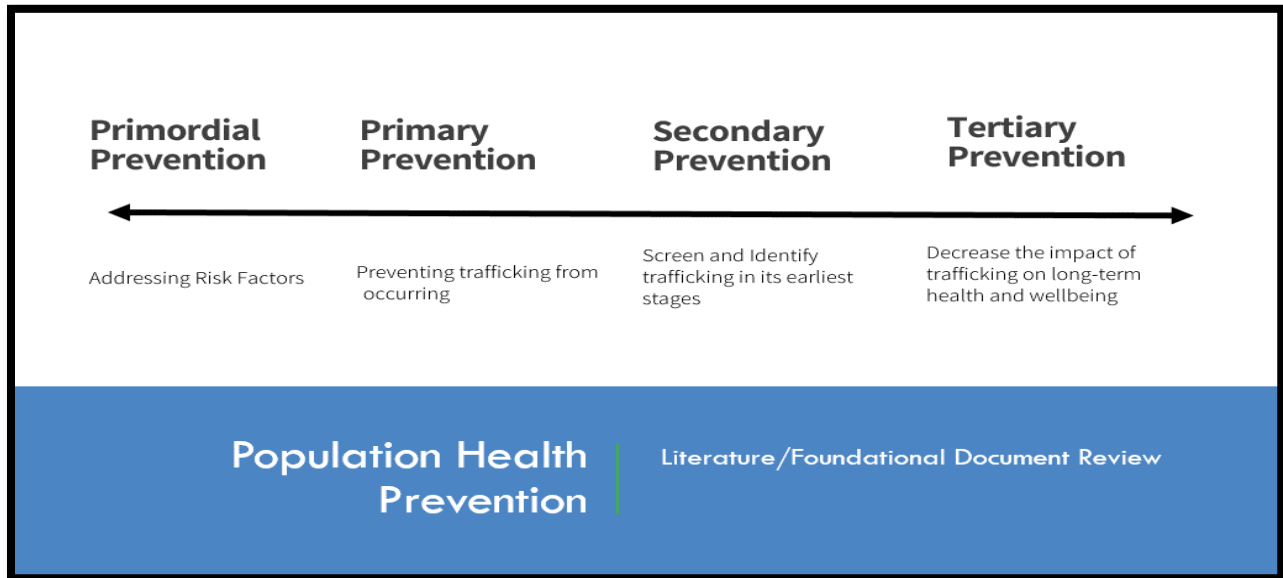 Primordial
Prevention
Primary
Prevention
Secondary
Prevention
Tertiary
Prevention
Addressing Risk Factors
Preventing trafficking from
occurring
Screen and Identify
trafficking in its earliest
stages
Decrease the impact of
trafficking on long-term
health and wellbeing
Population Health
Prevention
Literature/Foundational Document Review